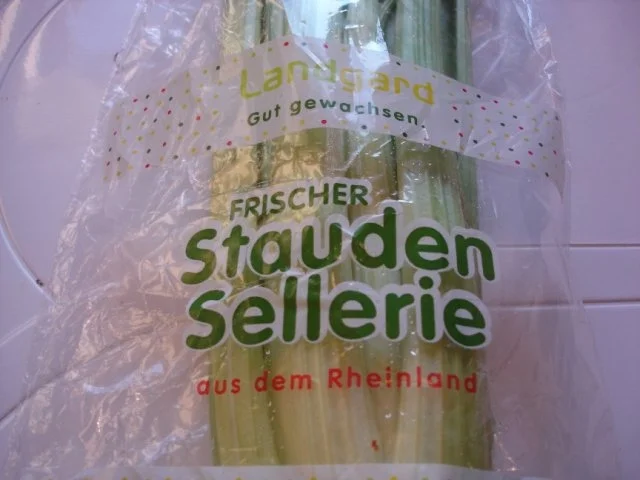 Landgard
Gut gewachsen
FRISCHER
Stauden
Sellerie
aus dem Rheinland